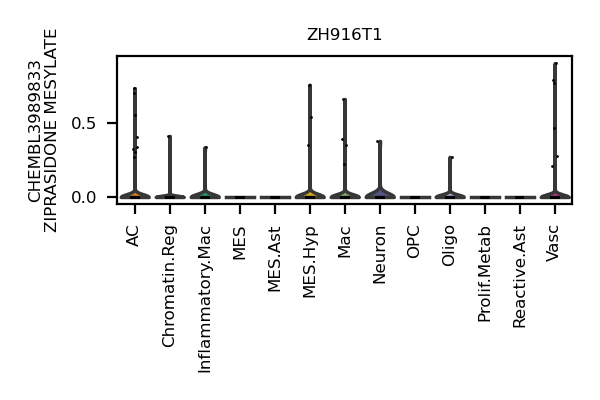 ZH916T1
CHEMBL3989833
ZIPRASIDONE MESYLATE
0.5
0.0
AC
Chromatin.Reg
Inflammatory.Mac
MES
MES.Ast
MES.Hyp
Mac
Neuron
OPC
Oligo
Prolif.Metab
Reactive.Ast
Vasc